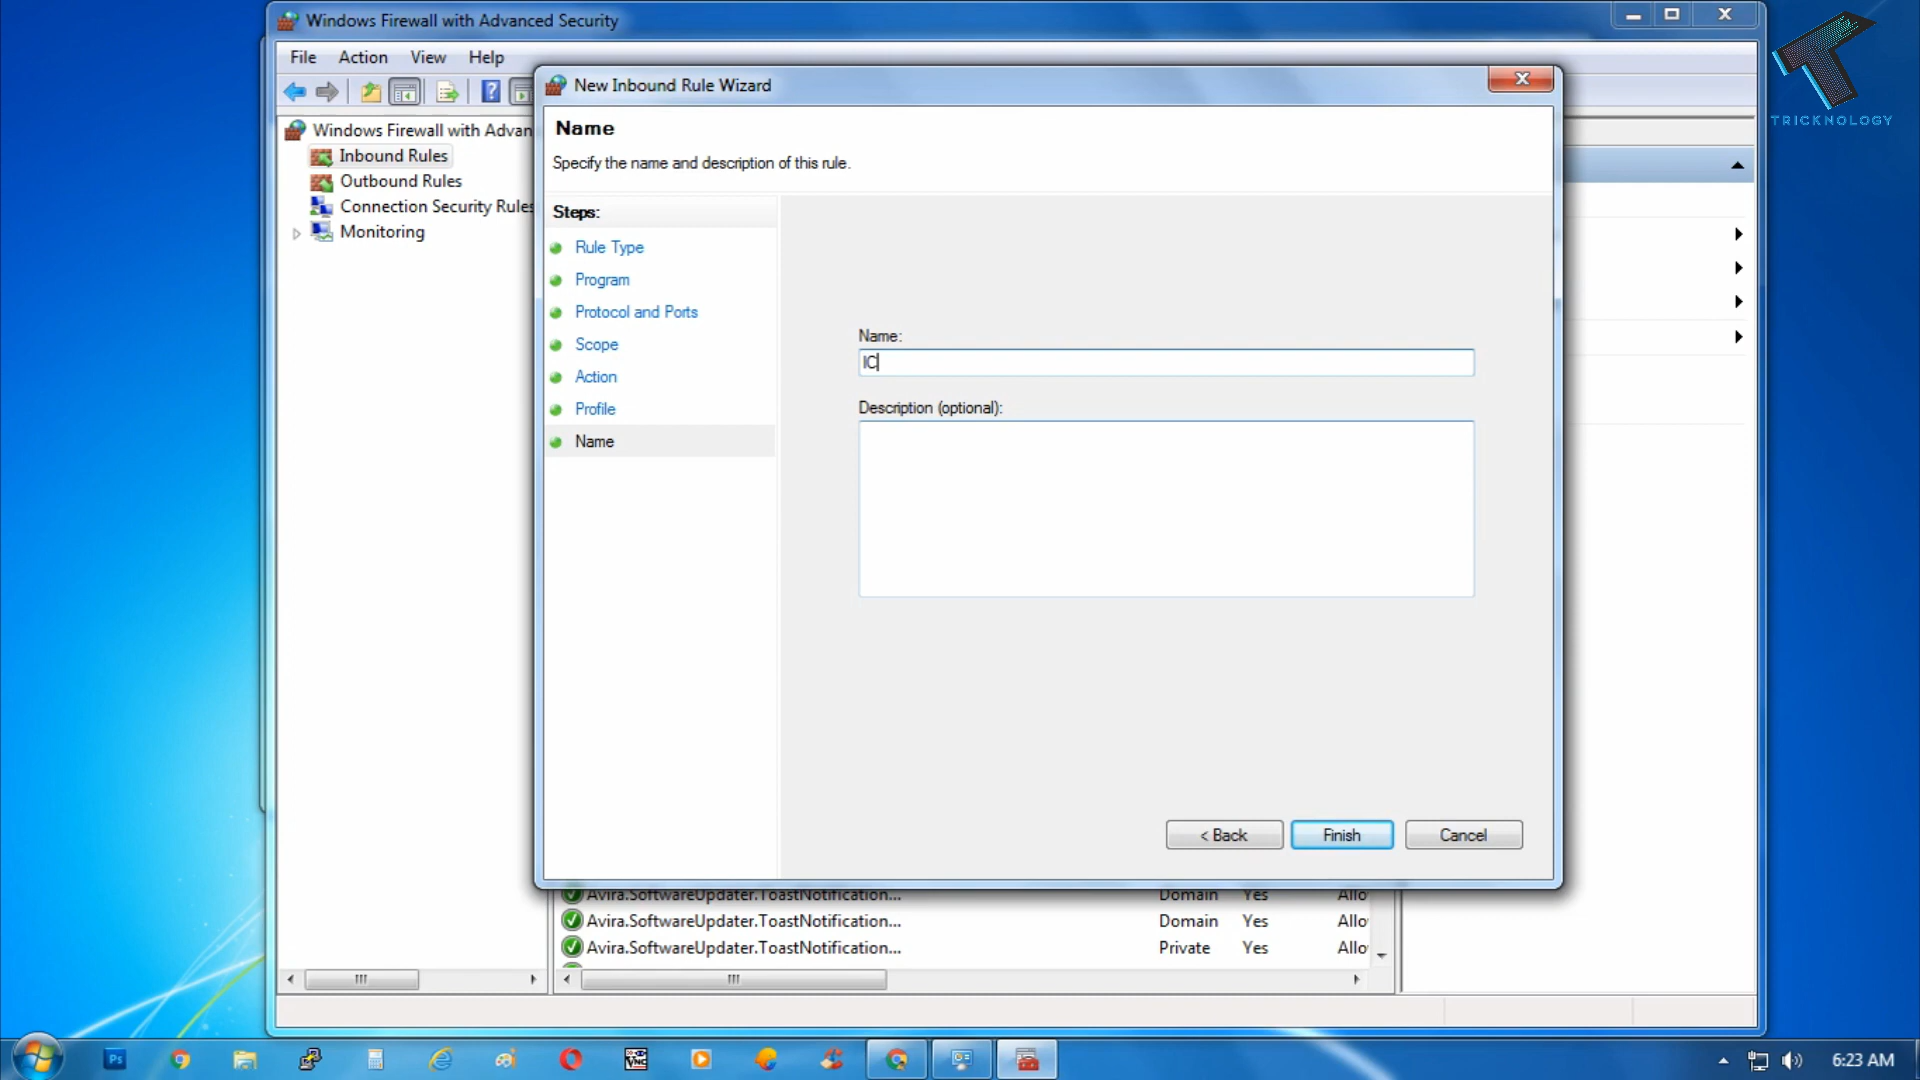 Windows Firewall with Advanced Security
TRICKNOLOGY
File Action View Help
New Inbound Rule Wizard
Windows Firewall with Advan
Inbound Rules
Outbound Rules
Connection Security Rules
Monitoring
Name
Specify the name and description of this rule.
Steps:
Rule Type
Program
Protocol and Ports
Scope
Action
Profile
Name
Name:
IC
Description (optional):
< Back Finish Cancel
Avira.SoftwareUpdater.ToastNotification... Domain Yes Allo
Avira.SoftwareUpdater.ToastNotification... Domain Yes Allo
Avira.SoftwareUpdater.ToastNotification... Private Yes Allo
Ps
VNC
6:23 AM